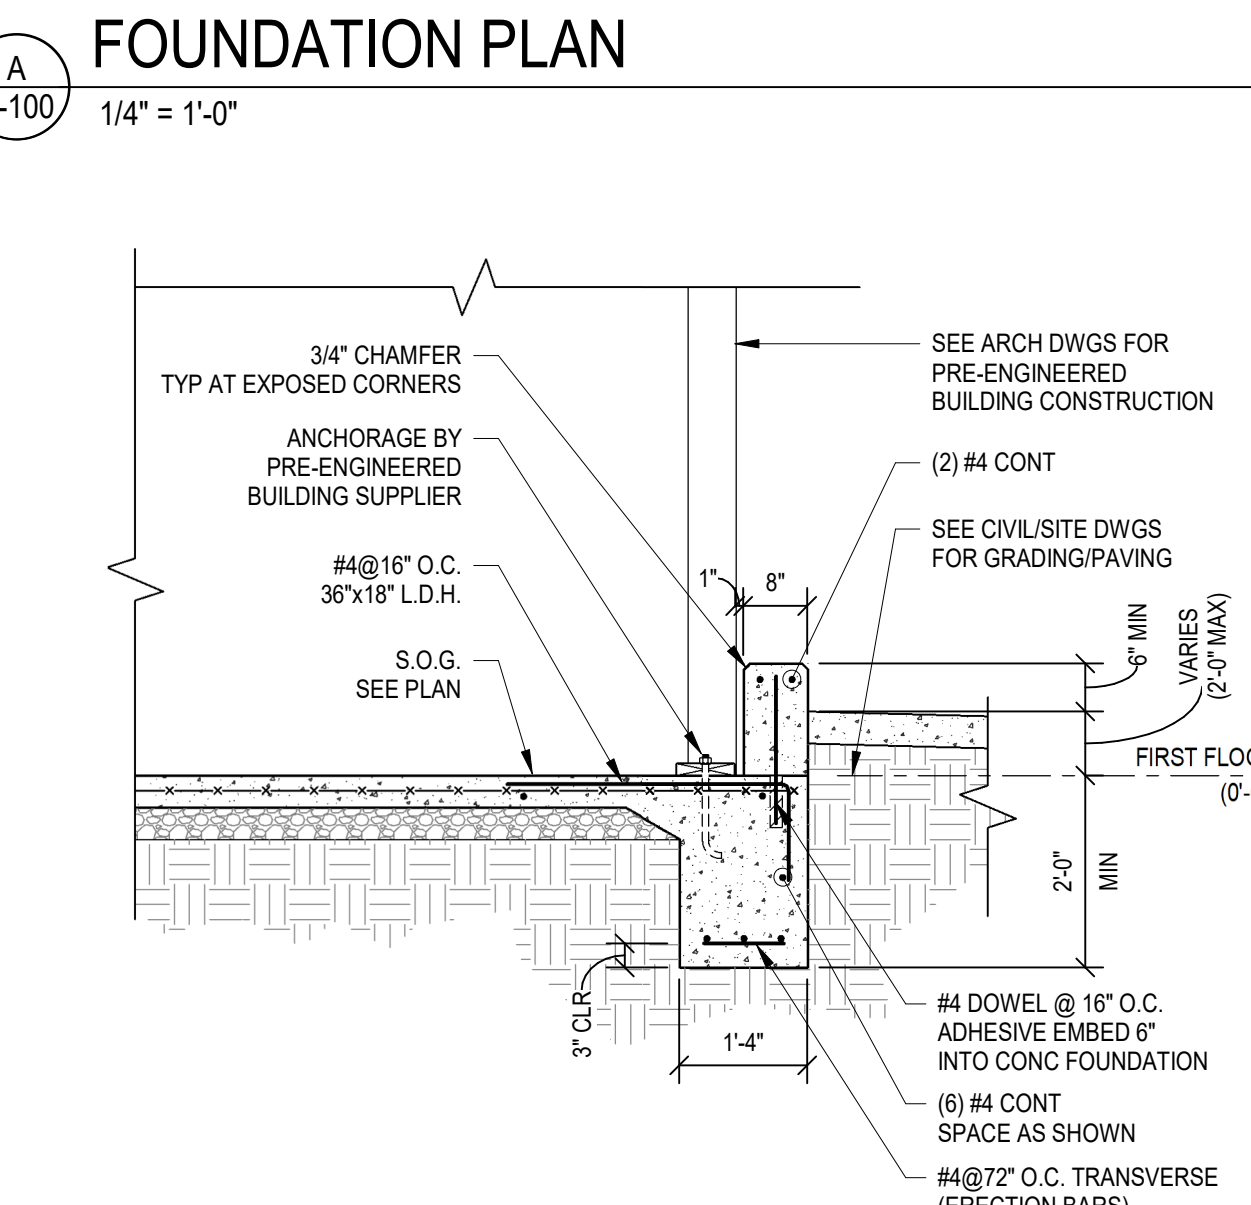 FOUNDATION PLAN
A
-100
1/4" = 1'-0"
3/4" CHAMFER
TYP AT EXPOSED CORNERS
ANCHORAGE BY
PRE-ENGINEERED
BUILDING SUPPLIER
#4@16" O.C.
36"x18" L.D.H.
S.O.G.
SEE PLAN
SEE ARCH DWGS FOR
PRE-ENGINEERED
BUILDING CONSTRUCTION
(2) #4 CONT
SEE CIVIL/SITE DWGS
FOR GRADING/PAVING
1"
8"
6" MIN
VARIES
(2'-0" MAX)
FIRST FLOO
(0'-
2'-0"
MIN
3" CLR
1'-4"
#4 DOWEL @ 16" O.C.
ADHESIVE EMBED 6"
INTO CONC FOUNDATION
(6) #4 CONT
SPACE AS SHOWN
#4@72" O.C. TRANSVERSE
(ERECTION BARS)